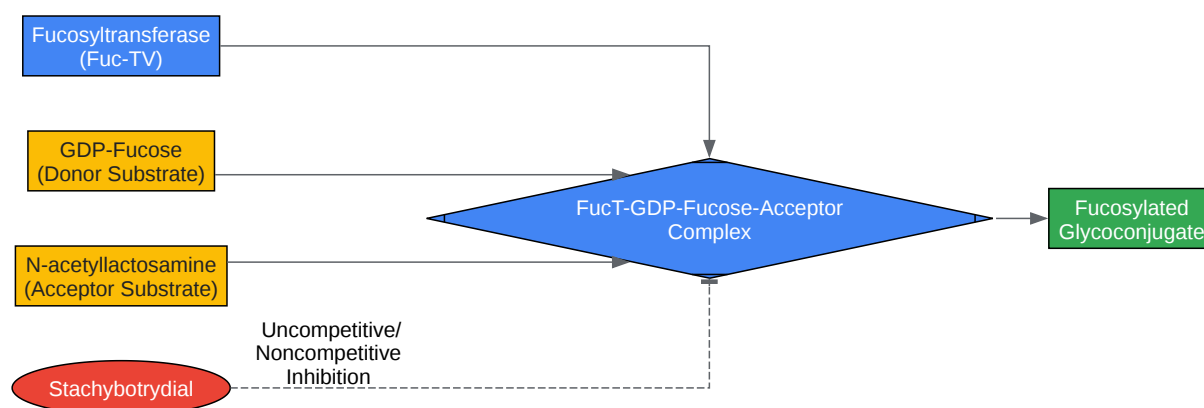 Fucosyltransferase
(Fuc-TV)
GDP-Fucose
(Donor Substrate)
FucT-GDP-Fucose-Acceptor
Complex
Fucosylated
Glycoconjugate
N-acetyllactosamine
(Acceptor Substrate)
Uncompetitive/
Noncompetitive
Inhibition
Stachybotrydial